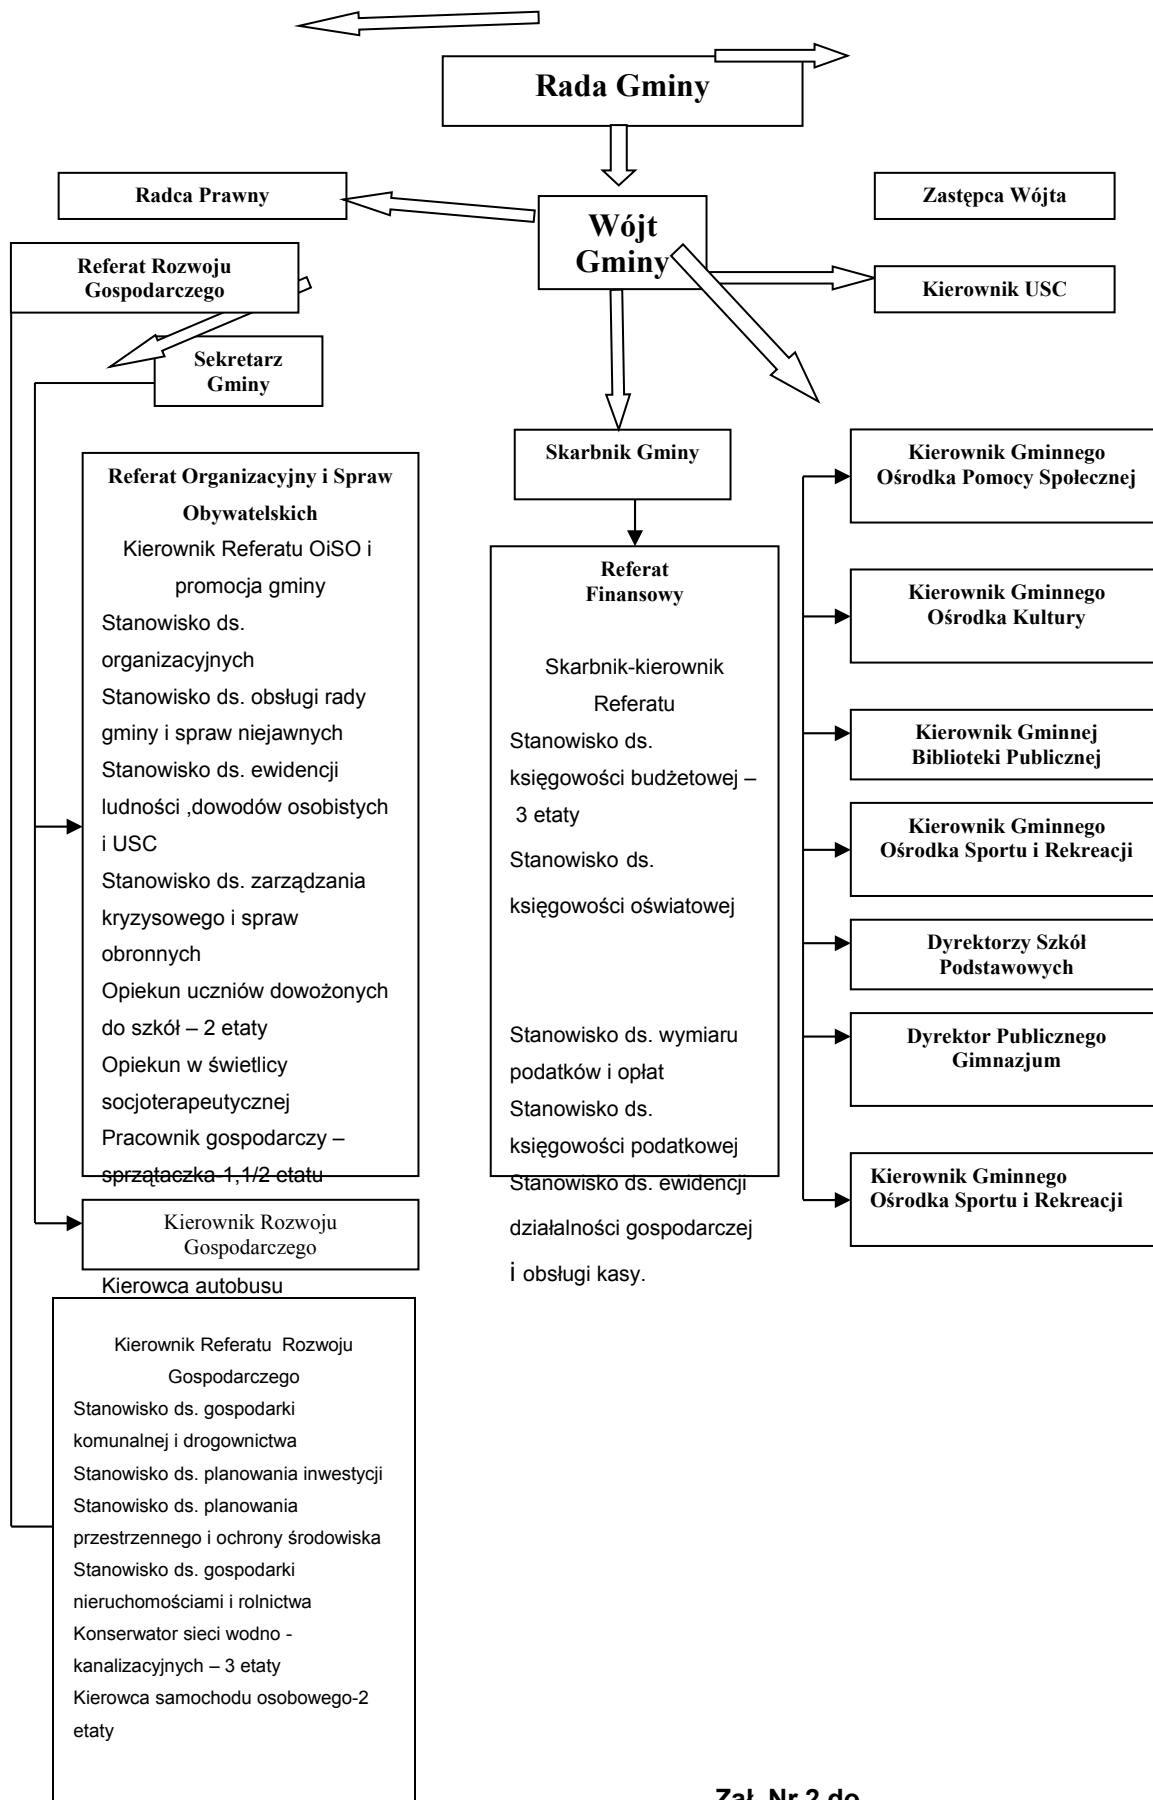 Rada Gminy
Radca Prawny
Wójt
Gminy
Zastępca Wójta
Referat Rozwoju
Gospodarczego
Kierownik USC
Sekretarz
Gminy
Skarbnik Gminy
Referat Organizacyjny i Spraw
Obywatelskich
Kierownik Referatu OiSO i
promocja gminy
Stanowisko ds.
organizacyjnych
Stanowisko ds. obsługi rady
gminy i spraw niejawnych
Stanowisko ds. ewidencji
ludności ,dowodów osobistych
i USC
Stanowisko ds. zarządzania
kryzysowego i spraw
obronnych
Opiekun uczniów dowożonych
do szkół – 2 etaty
Opiekun w świetlicy
socjoterapeutycznej
Pracownik gospodarczy –
sprzątaczka-1,1/2 etatu
Kierownik Rozwoju
Gospodarczego
Kierowca autobusu
Kierownik Referatu Rozwoju
Gospodarczego
Stanowisko ds. gospodarki
komunalnej i drogownictwa
Stanowisko ds. planowania inwestycji
Stanowisko ds. planowania
przestrzennego i ochrony środowiska
Stanowisko ds. gospodarki
nieruchomościami i rolnictwa
Konserwator sieci wodno -
kanalizacyjnych – 3 etaty
Kierowca samochodu osobowego-2
etaty
Referat
Finansowy
Skarbnik-kierownik
Referatu
Stanowisko ds.
księgowości budżetowej –
3 etaty
Stanowisko ds.
księgowości oświatowej
Stanowisko ds. wymiaru
podatków i opłat
Stanowisko ds.
księgowości podatkowej
Stanowisko ds. ewidencji
działalności gospodarczej
i obsługi kasy.
Kierownik Gminnego
Ośrodka Pomocy Społecznej
Kierownik Gminnego
Ośrodka Kultury
Kierownik Gminnej
Biblioteki Publicznej
Kierownik Gminnego
Ośrodka Sportu i Rekreacji
Dyrektorzy Szkół
Podstawowych
Dyrektor Publicznego
Gimnazjum
Kierownik Gminnego
Ośrodka Sportu i Rekreacji
Zał. Nr 2 do